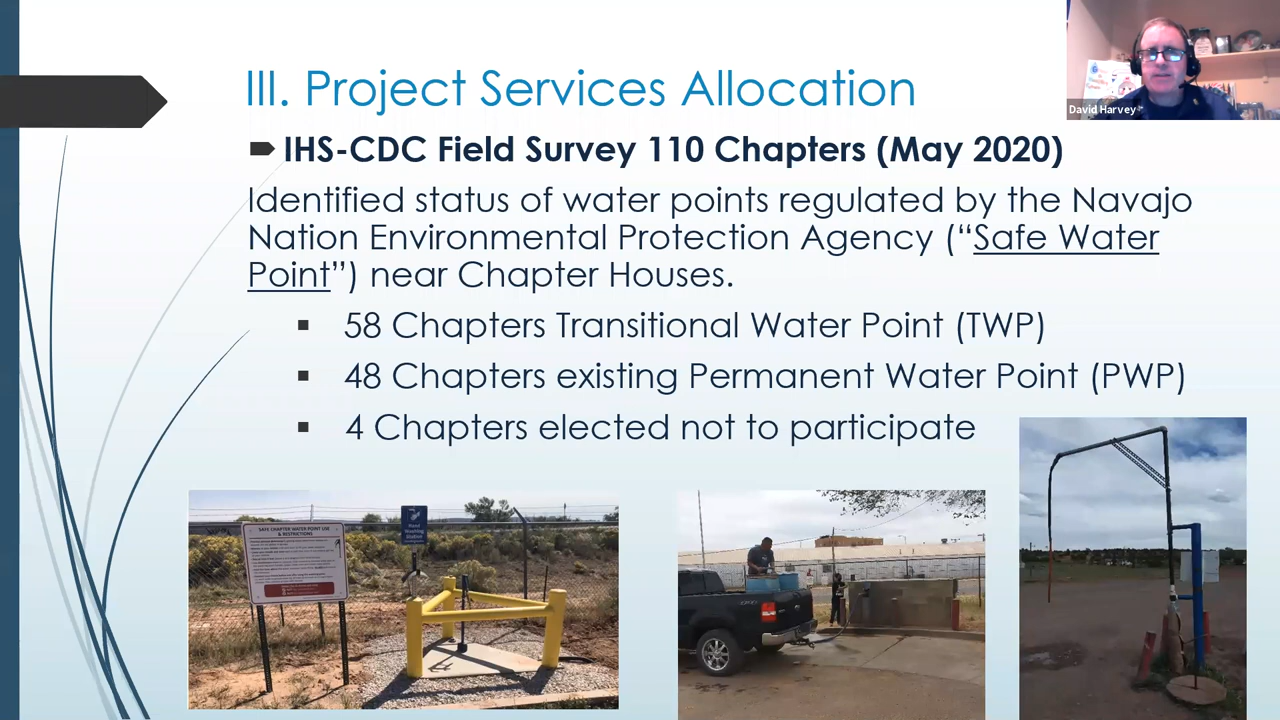 III. Project Services Allocation
David Harvey
IHS-CDC Field Survey 110 Chapters (May 2020)
Identified status of water points regulated by the Navajo
Nation Environmental Protection Agency (“Safe Water
Point”) near Chapter Houses.
58 Chapters Transitional Water Point (TWP)
48 Chapters existing Permanent Water Point (PWP)
4 Chapters elected not to participate
SAFE CHAPTER WATER POINT USE
& RESTRICTIONS
Hand
Washing
Station